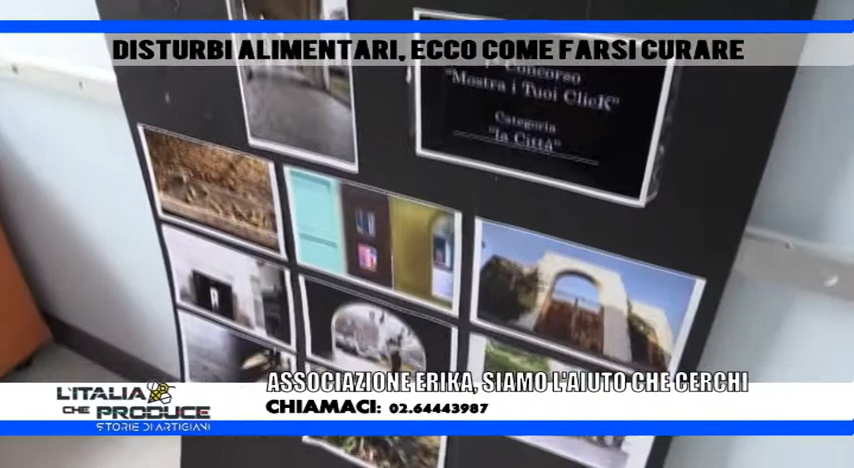 DISTURBI ALIMENTARI, ECCO COME FARSI CURARE
1° Concorso
"Mostra i Tuoi Click"
Categoria
"la Città"
ASSOCIAZIONE ERIKA, SIAMO L'AIUTO CHE CERCHI
CHIAMACI: 02.64443987
L'ITALIA
CHE PRODUCE
STORIE DI ARTIGIANI